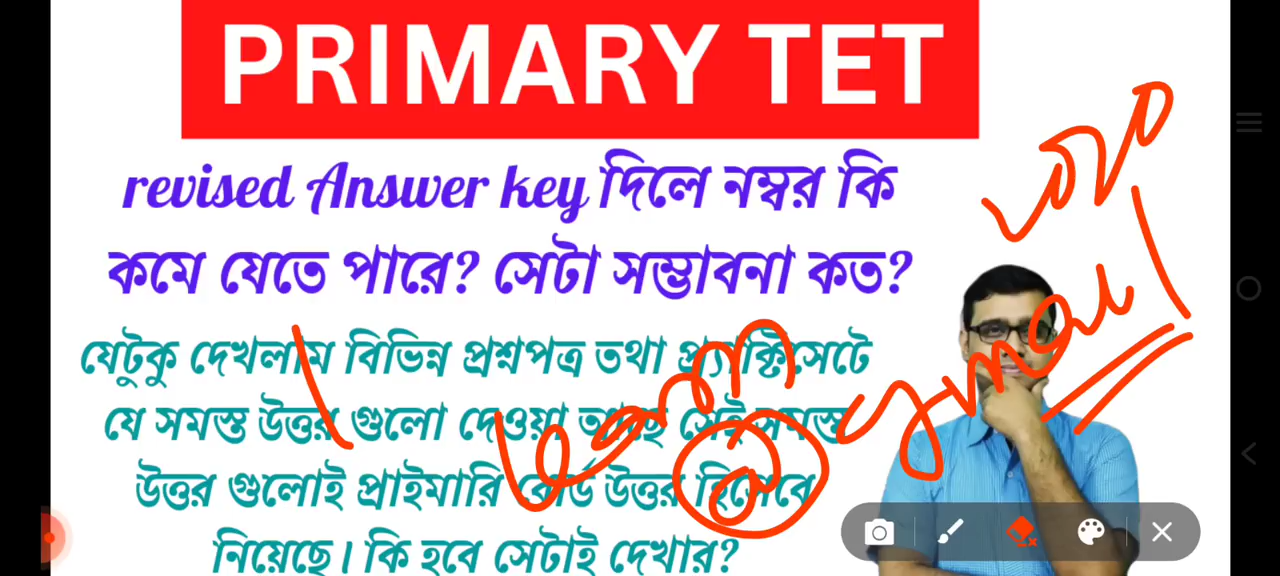 PRIMARY TET
revised Answer key দিলে নম্বর কি
কমে যেতে পারে? সেটা সম্ভাবনা কত?
যেটুকু দেখলাম বিভিন্ন প্রশ্নপত্র তথা প্র্যাক্টিসেটে
যে সমস্ত উত্তর গুলো দেওয়া আছে সেই সমস্ত
উত্তর গুলোই প্রাইমারি বোর্ড উত্তর হিসেবে
নিয়েছে। কি হবে সেটাই দেখার?
@gmail